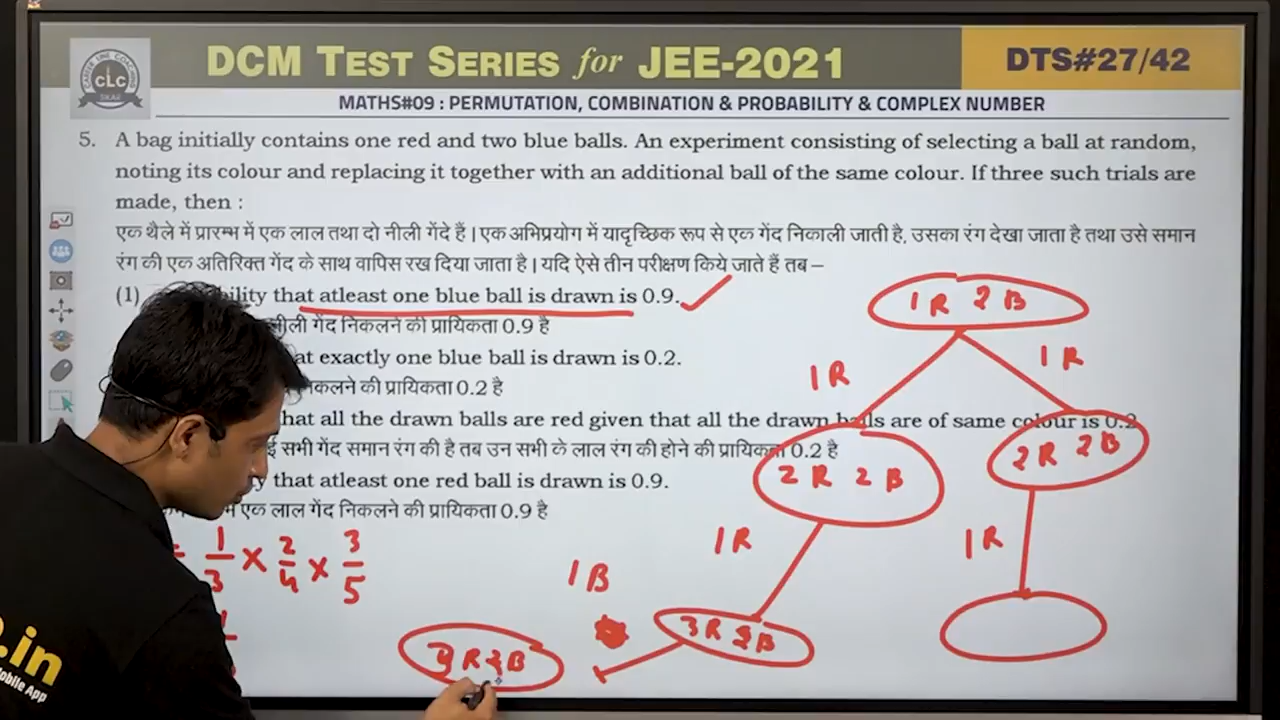 DCM TEST SERIES for JEE-2021
DTS#27/42
CAREER LINE COACHING
CLC
SIKAR
MATHS#09 : PERMUTATION, COMBINATION & PROBABILITY & COMPLEX NUMBER
5. A bag initially contains one red and two blue balls. An experiment consisting of selecting a ball at random,
noting its colour and replacing it together with an additional ball of the same colour. If three such trials are
made, then :
एक थैले में प्रारम्भ में एक लाल तथा दो नीली गेंदे हैं। एक अभिप्रयोग में यादृच्छिक रूप से एक गेंद निकाली जाती है, उसका रंग देखा जाता है तथा उसे समान
रंग की एक अतिरिक्त गेंद के साथ वापिस रख दिया जाता है। यदि ऐसे तीन परीक्षण किये जाते हैं तब –
(1) bility that atleast one blue ball is drawn is 0.9.
नीली गेंद निकलने की प्रायिकता 0.9 है
at exactly one blue ball is drawn is 0.2.
निकलने की प्रायिकता 0.2 है
hat all the drawn balls are red given that all the drawn balls are of same colour is 0.2
ई सभी गेंद समान रंग की है तब उन सभी के लाल रंग की होने की प्रायिकता 0.2 है
y that atleast one red ball is drawn is 0.9.
एक लाल गेंद निकलने की प्रायिकता 0.9 है
1R 2B
1R
1R
2R 2B
2R 2B
1R
1R
= 1/3 × 2/4 × 3/5
1B
3R 2B
R 2B
e.in
Mobile App